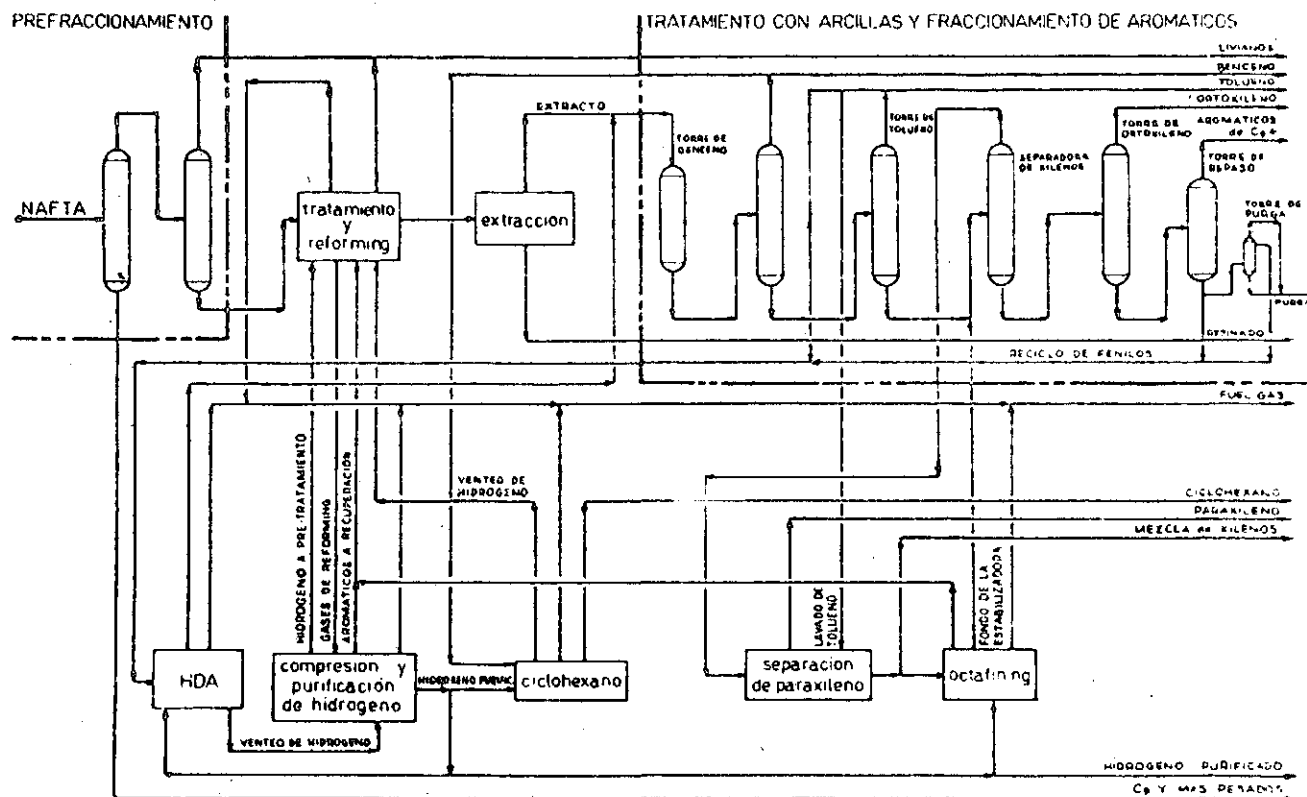 PREFRACCIONAMIENTO
TRATAMIENTO CON ARCILLAS Y FRACCIONAMIENTO DE AROMATICOS
LIVIANOS
BENCENO
TOLUENO
ORTOXILENO
AROMATICOS
de C9+
EXTRACTO
TORRE DE
BENCENO
TORRE DE
TOLUENO
SEPARADORA
DE XILENOS
TORRE DE
ORTOXILENO
TORRE DE
REPASO
TORRE DE
PURGA
NAFTA
tratamiento
y
reforming
extraccion
PURGA
REFINADO
RECICLO DE FENILOS
FUEL GAS
HIDROGENO A PRE-TRATAMIENTO
GASES DE REFORMING
AROMATICOS A RECUPERACIÓN
VENTEO DE
HIDROGENO
CICLOHEXANO
PARAXILENO
MEZCLA de XILENOS
LAVADO DE
TOLUENO
FONDO DE LA
ESTABILIZADORA
HDA
compresion y
purificación
de hidrogeno
HIDROGENO PURIFIC.
ciclohexano
separacion
de paraxileno
octafining
VENTEO DE HIDROGENO
HIDROGENO PURIFICADO
C9 Y MAS PESADOS